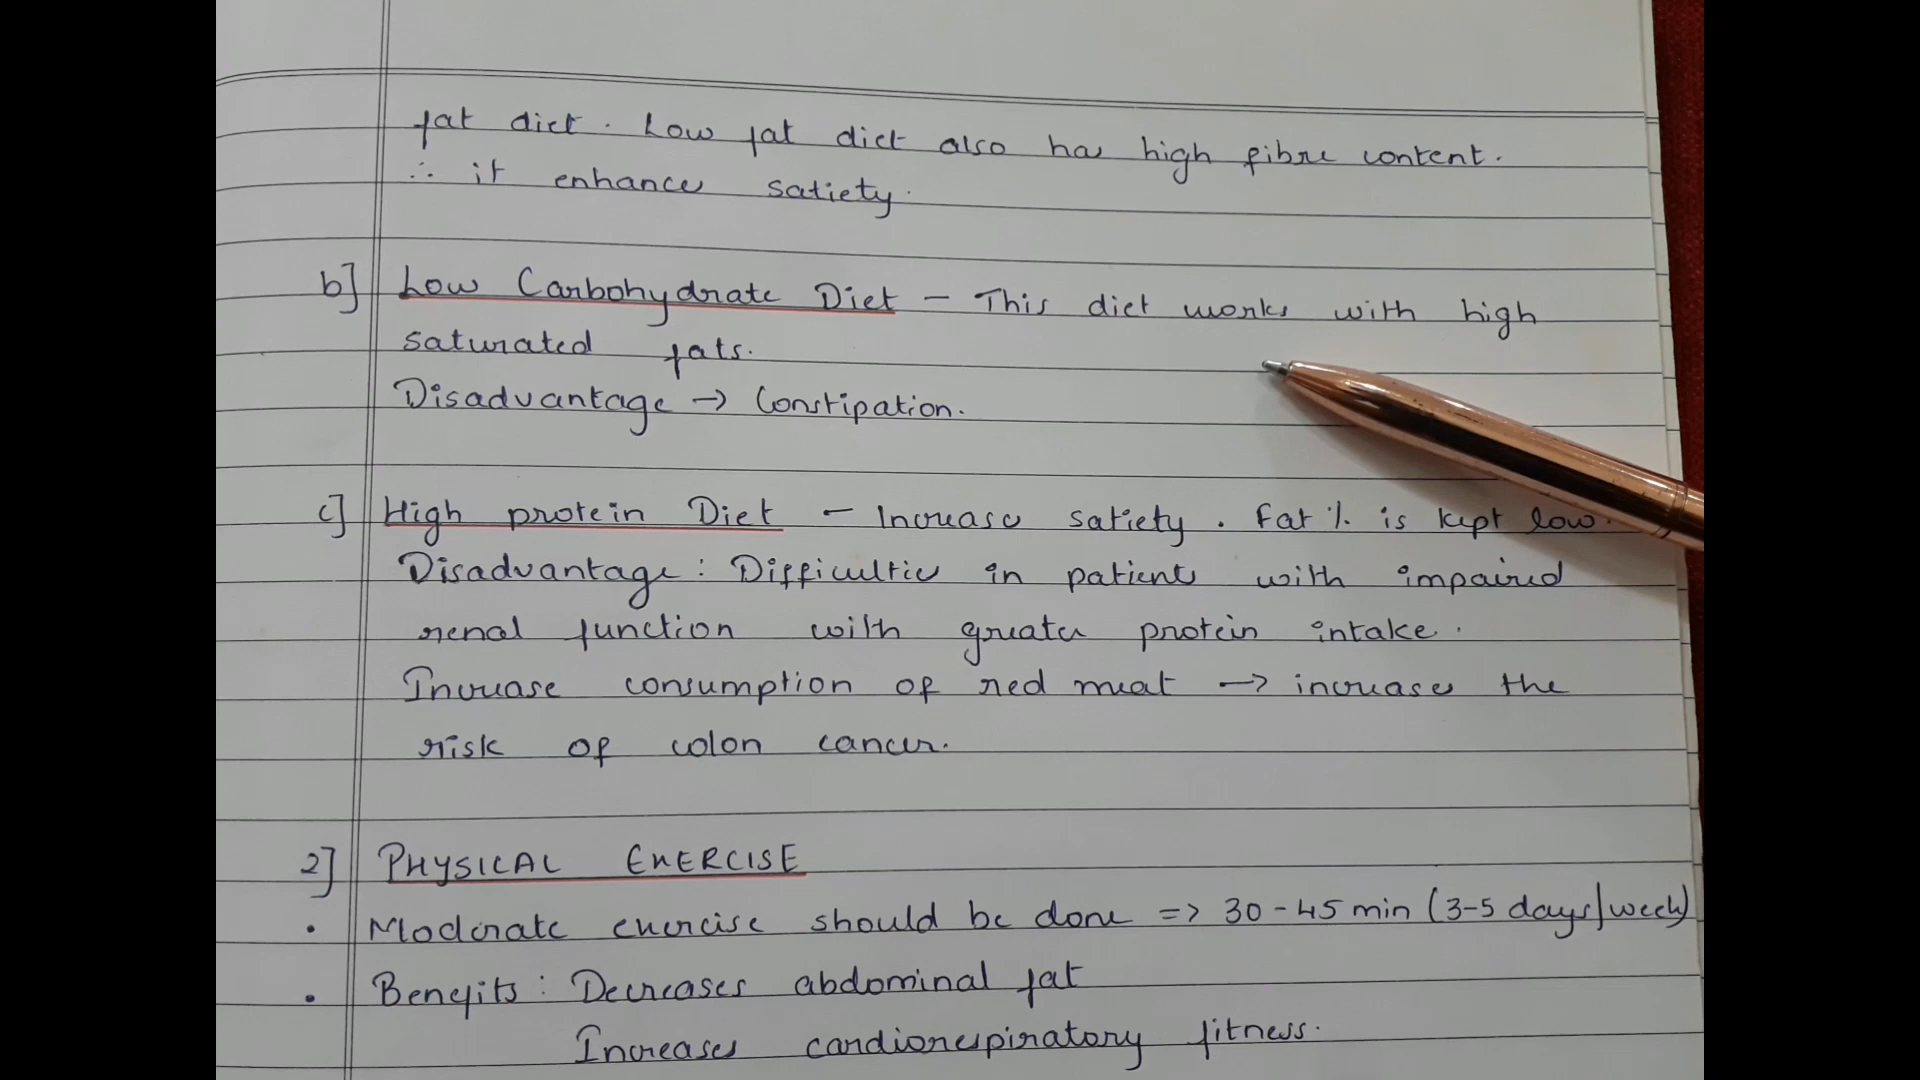 fat diet. Low fat diet also has high fibre content.
∴ it enhances satiety.
b] Low Carbohydrate Diet - This diet works with high
saturated fats.
Disadvantage → Constipation.
c] High protein Diet - Increases satiety. Fat % is kept low.
Disadvantage: Difficulties in patients with impaired
renal function with greater protein intake.
Increase consumption of red meat → increases the
risk of colon cancer.
2] PHYSICAL EXERCISE
• Moderate exercise should be done => 30-45 min (3-5 days/week)
• Benefits: Decreases abdominal fat
Increases cardiorespiratory fitness.